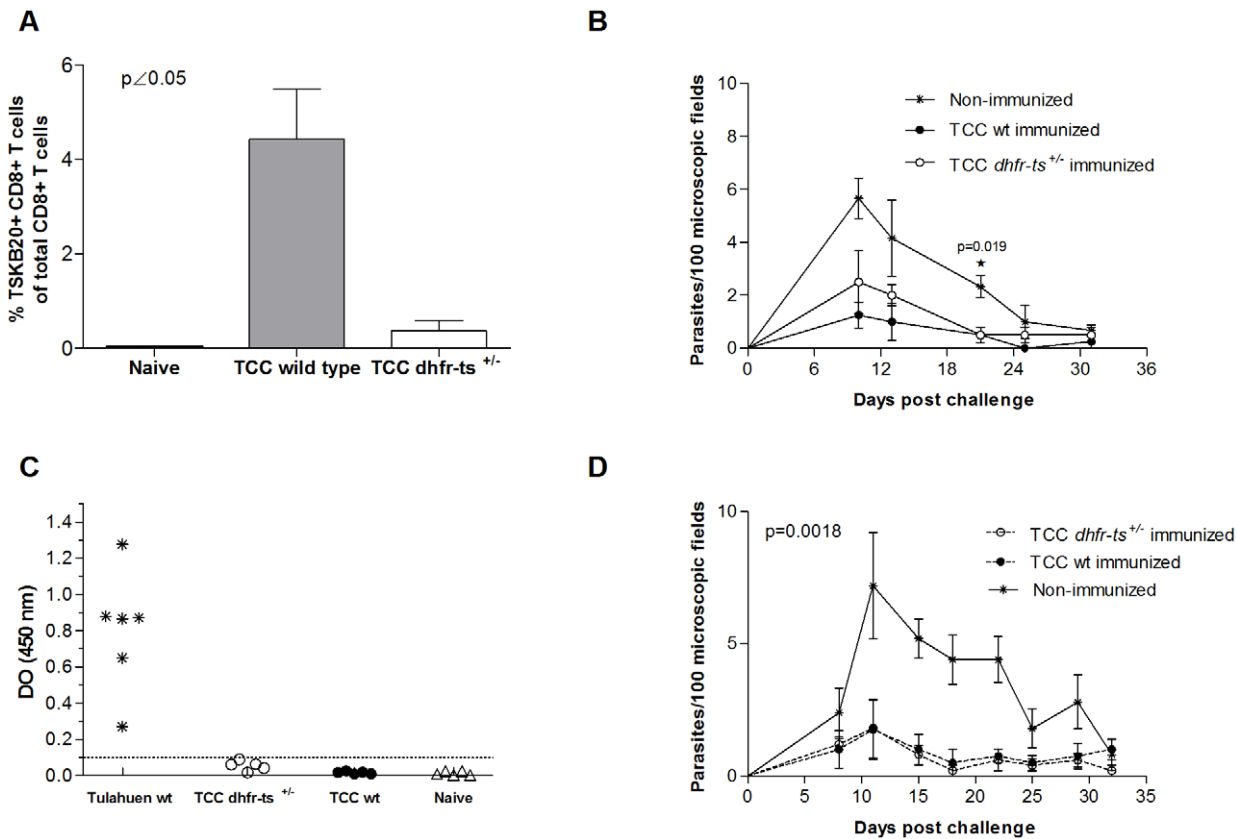 A
p∠0.05
% TSKB20+ CD8+ T cells
of total CD8+ T cells
6
4
2
0
Naive
TCC wild type
TCC dhfr-ts +/-
B
Parasites/100 microscopic fields
10
8
6
4
2
0
Non-immunized
TCC wt immunized
TCC dhfr-ts+/- immunized
p=0.019
0 6 12 18 24 30 36
Days post challenge
C
DO (450 nm)
1.4
1.2
1.0
0.8
0.6
0.4
0.2
0.0
Tulahuen wt
TCC dhfr-ts +/-
TCC wt
Naive
D
Parasites/100 microscopic fields
10
5
0
p=0.0018
TCC dhfr-ts+/- immunized
TCC wt immunized
Non-immunized
0 5 10 15 20 25 30 35
Days post challenge